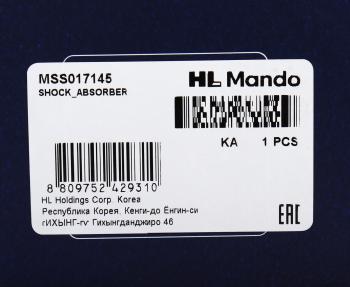 MSS017145
SHOCK_ABSORBER
HL Mando
KA 1 PCS
8 809752 429310
HL Holdings Corp. Korea
Республика Корея, Кенги-до Ёнгин-си
гИХЫНГ-гу Гихынгданджиро 46
EAC